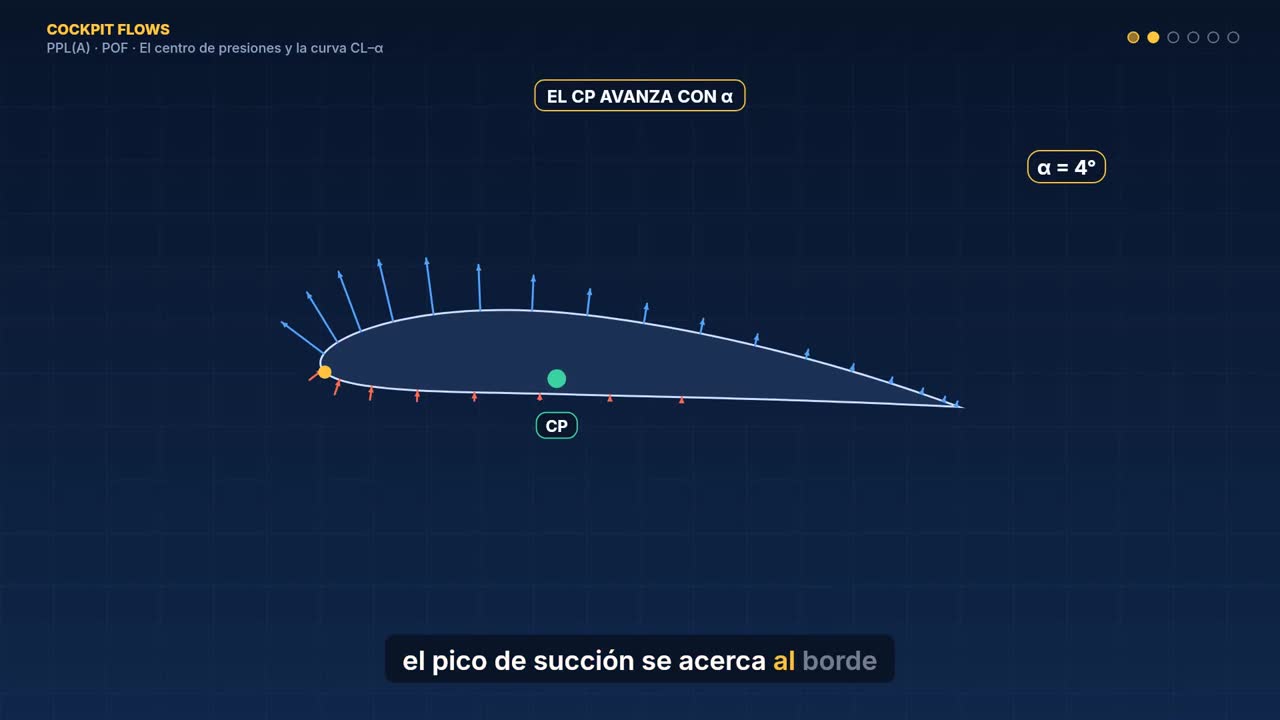 COCKPIT FLOWS
PPL(A) · POF · El centro de presiones y la curva CL–α
EL CP AVANZA CON α
α = 4°
CP
el pico de succión se acerca al borde